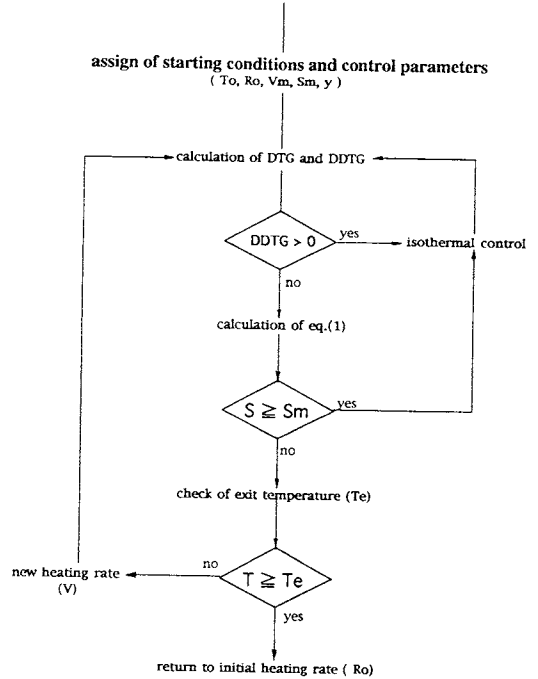 assign of starting conditions and control parameters
( To, Ro, Vm, Sm, y )
calculation of DTG and DDTG
DDTG > 0
yes
isothermal control
no
calculation of eq.(1)
S ≧ Sm
yes
no
check of exit temperature (Te)
no
T ≧ Te
new heating rate
(V)
yes
return to initial heating rate ( Ro)